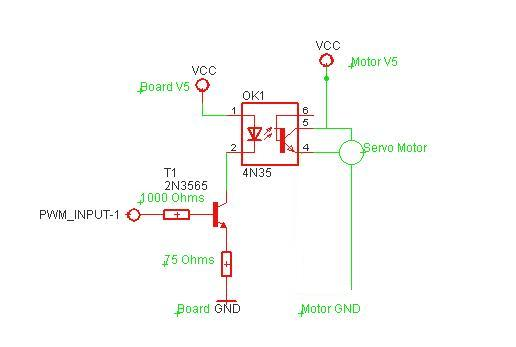 VCC
Motor V5
VCC
Board V5
OK1
1
6
5
2
4
Servo Motor
T1
4N35
2N3565
1000 Ohms
PWM_INPUT-1
75 Ohms
Board GND
Motor GND